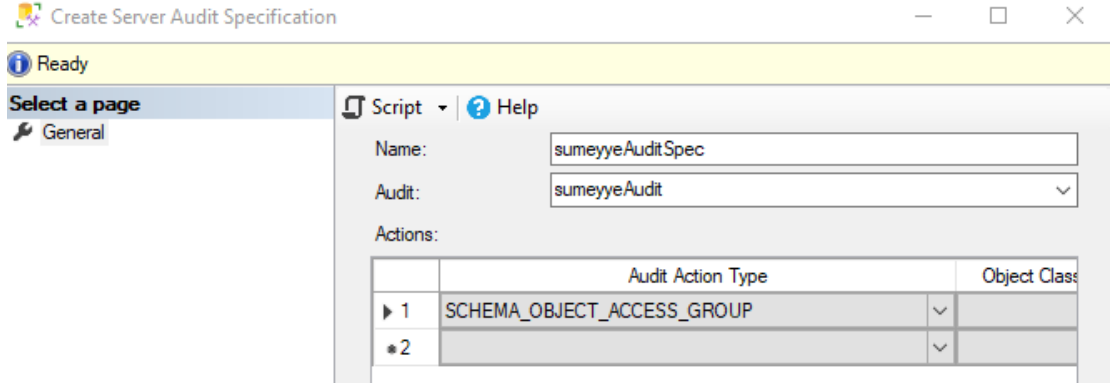 Create Server Audit Specification
Ready
Select a page
General
Script Help
Name: sumeyyeAuditSpec
Audit: sumeyyeAudit
Actions:
Audit Action Type Object Class
1 SCHEMA_OBJECT_ACCESS_GROUP
2